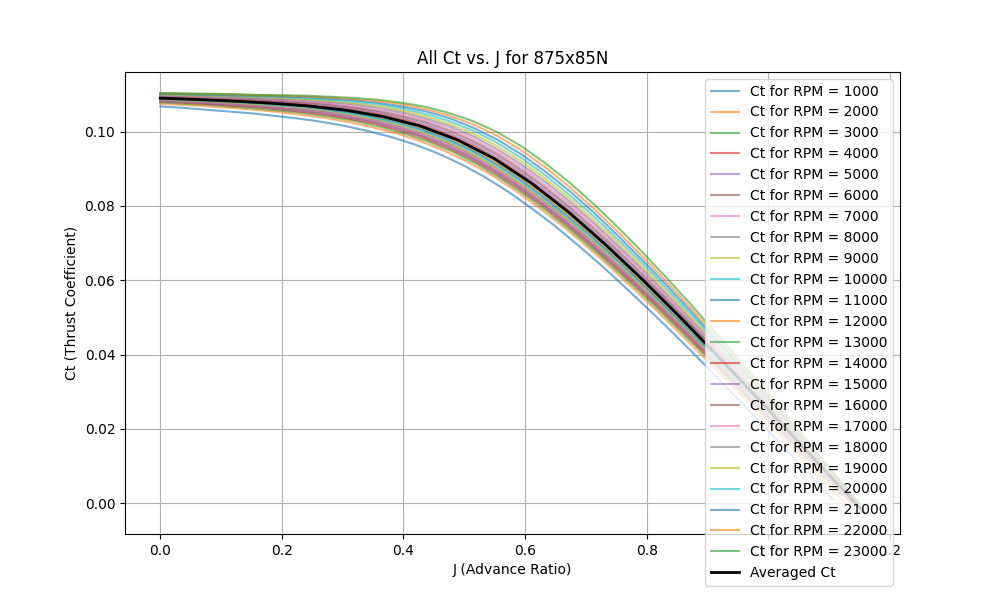 All Ct vs. J for 875x85N
Ct (Thrust Coefficient)
0.10
0.08
0.06
0.04
0.02
0.00
0.0 0.2 0.4 0.6 0.8
J (Advance Ratio)
Ct for RPM = 1000
Ct for RPM = 2000
Ct for RPM = 3000
Ct for RPM = 4000
Ct for RPM = 5000
Ct for RPM = 6000
Ct for RPM = 7000
Ct for RPM = 8000
Ct for RPM = 9000
Ct for RPM = 10000
Ct for RPM = 11000
Ct for RPM = 12000
Ct for RPM = 13000
Ct for RPM = 14000
Ct for RPM = 15000
Ct for RPM = 16000
Ct for RPM = 17000
Ct for RPM = 18000
Ct for RPM = 19000
Ct for RPM = 20000
Ct for RPM = 21000
Ct for RPM = 22000
Ct for RPM = 23000
Averaged Ct